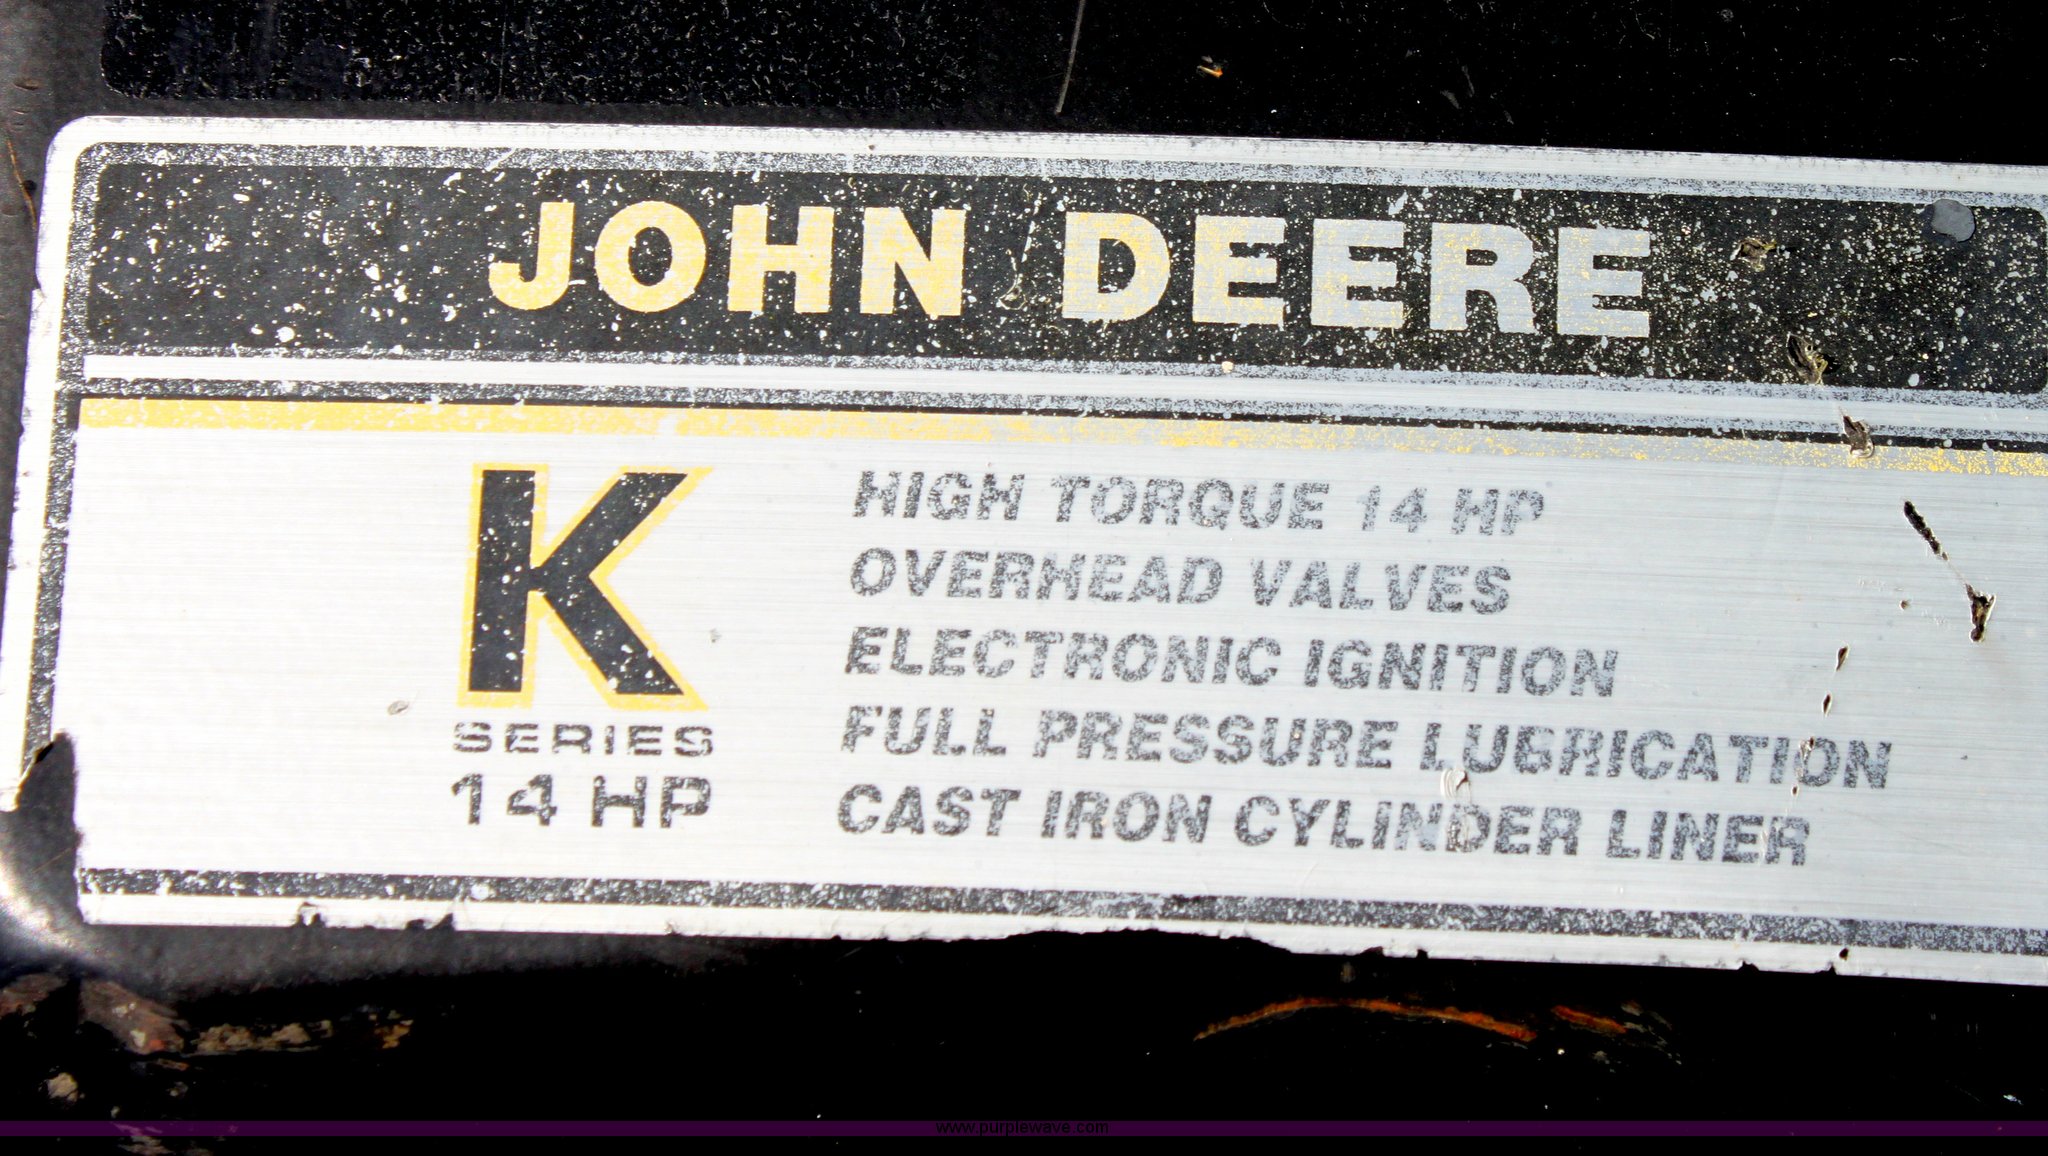 JOHN DEERE
K
SERIES
14 HP
HIGH TORQUE 14 HP
OVERHEAD VALVES
ELECTRONIC IGNITION
FULL PRESSURE LUBRICATION
CAST IRON CYLINDER LINER
www.purplewave.com